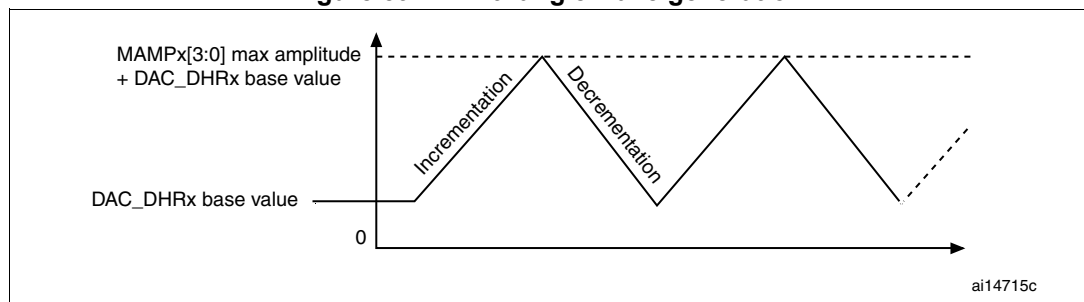 MAMPx[3:0] max amplitude
+ DAC_DHRx base value
Incrementation
Decrementation
DAC_DHRx base value
0
ai14715c